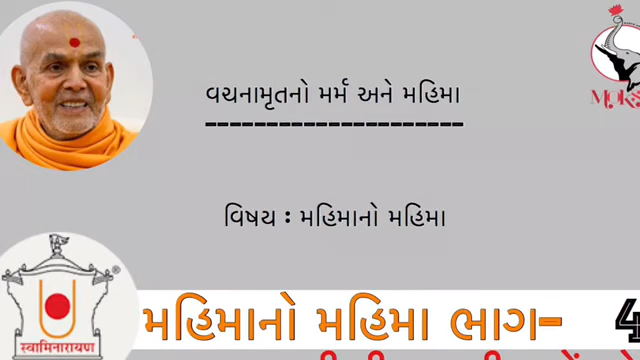 વચનામૃતનો મર્મ અને મહિમા
વિષય : મહિમાનો મહિમા
स्वामिनारायण
મહિમાનો મહિમા ભાગ-